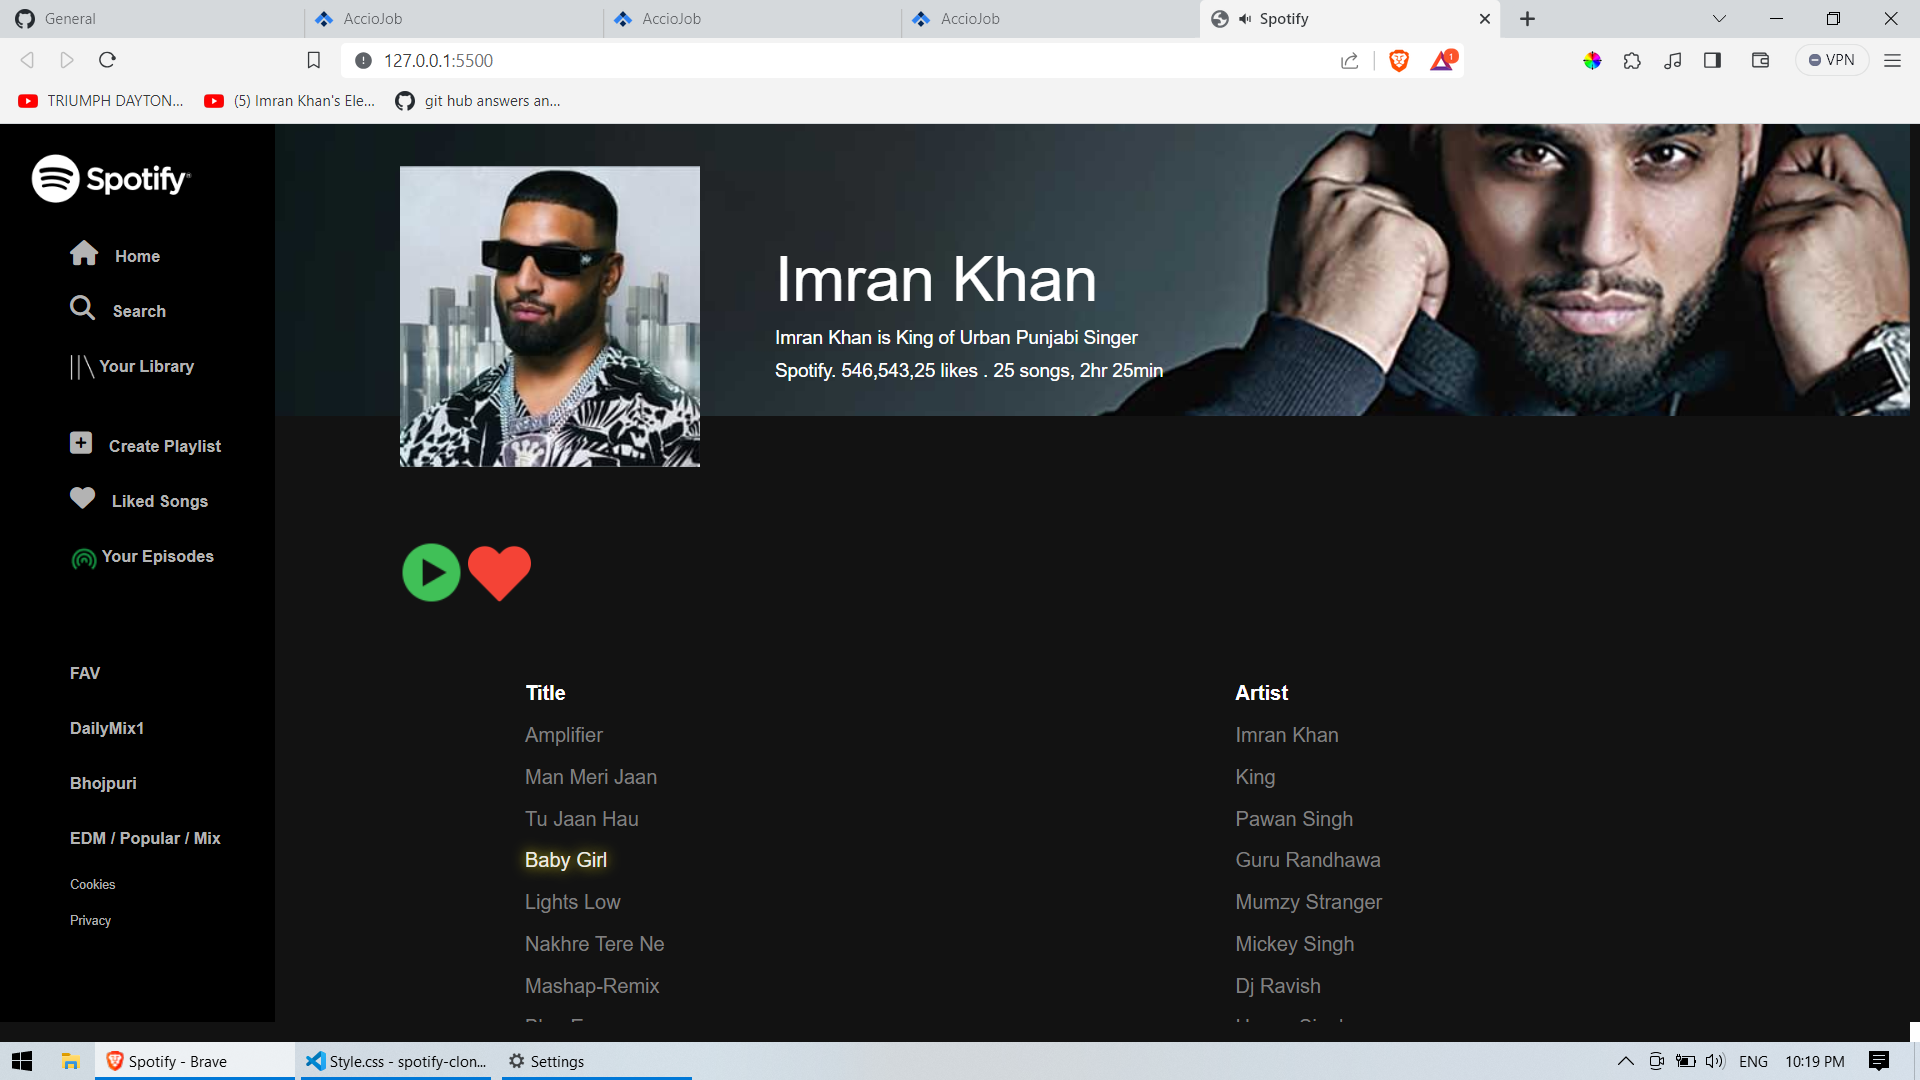 General
AccioJob
AccioJob
AccioJob
Spotify
127.0.0.1:5500
1
VPN
TRIUMPH DAYTON...
(5) Imran Khan's Ele...
git hub answers an...
Spotify
Home
Search
Your Library
Create Playlist
Liked Songs
Your Episodes
FAV
DailyMix1
Bhojpuri
EDM / Popular / Mix
Cookies
Privacy
Imran Khan
Imran Khan is King of Urban Punjabi Singer
Spotify. 546,543,25 likes . 25 songs, 2hr 25min
Title Artist
Amplifier Imran Khan
Man Meri Jaan King
Tu Jaan Hau Pawan Singh
Baby Girl Guru Randhawa
Lights Low Mumzy Stranger
Nakhre Tere Ne Mickey Singh
Mashap-Remix Dj Ravish
Spotify - Brave
Style.css - spotify-clon...
Settings
ENG
10:19 PM